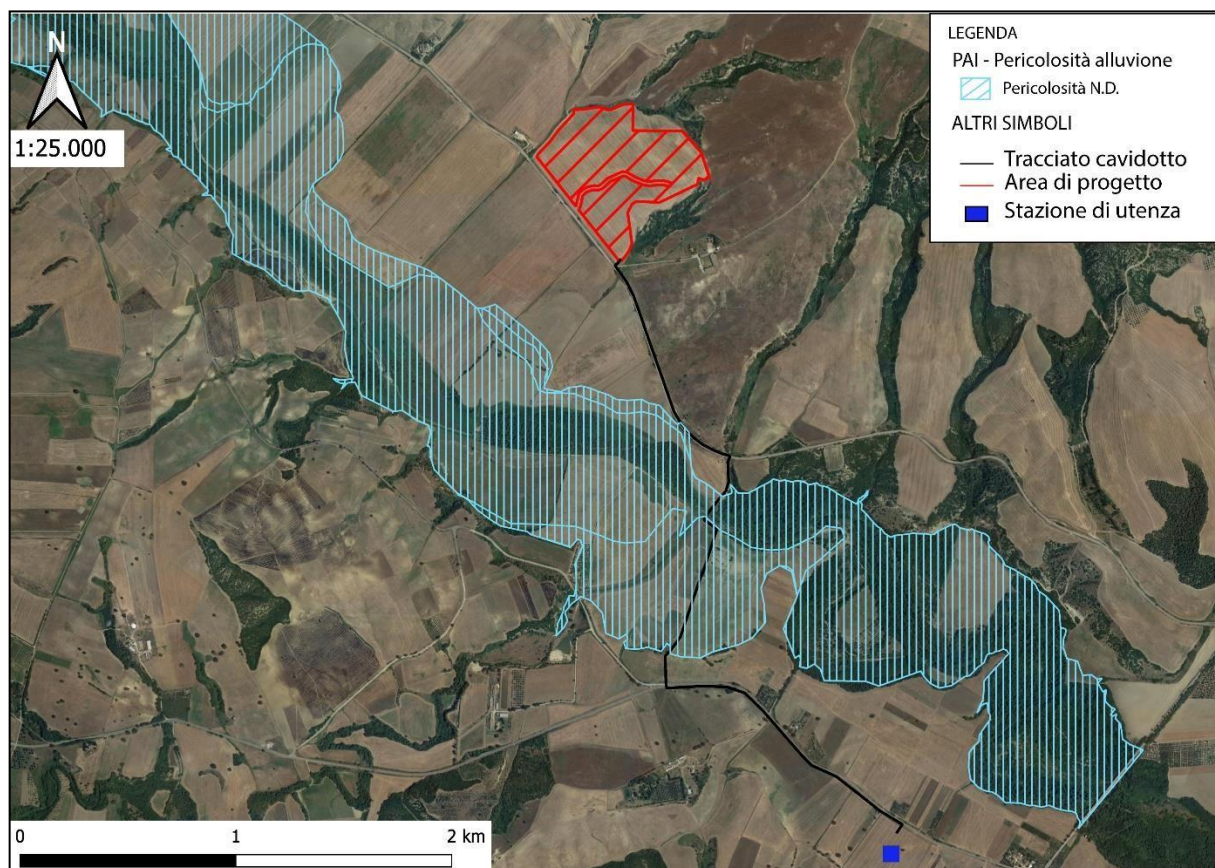 N
1:25.000
LEGENDA
PAI - Pericolosità alluvione
Pericolosità N.D.
ALTRI SIMBOLI
Tracciato cavidotto
Area di progetto
Stazione di utenza
0 1 2 km